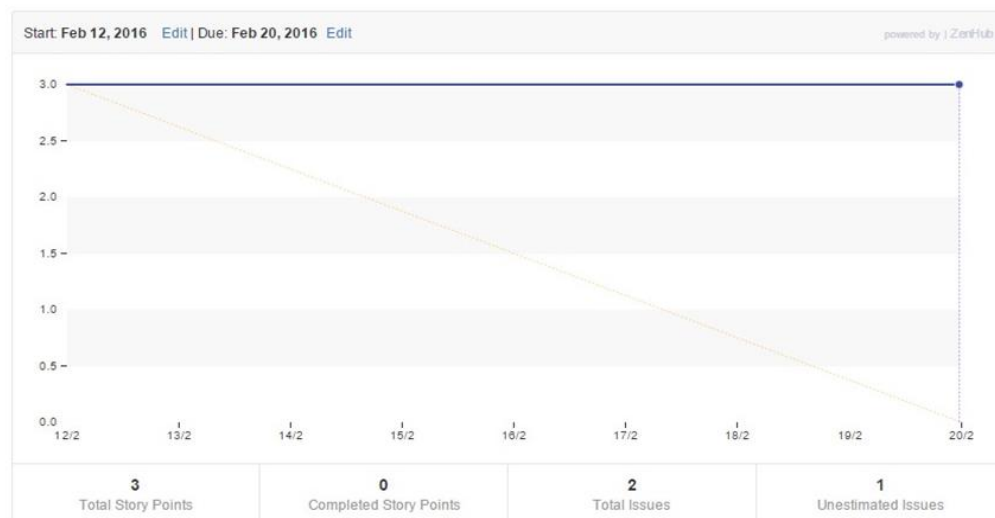 Start: Feb 12, 2016 Edit | Due: Feb 20, 2016 Edit
powered by | ZenHub
3.0
2.5
2.0
1.5
1.0
0.5
0.0
12/2 13/2 14/2 15/2 16/2 17/2 18/2 19/2 20/2
3 0 2 1
Total Story Points Completed Story Points Total Issues Unestimated Issues